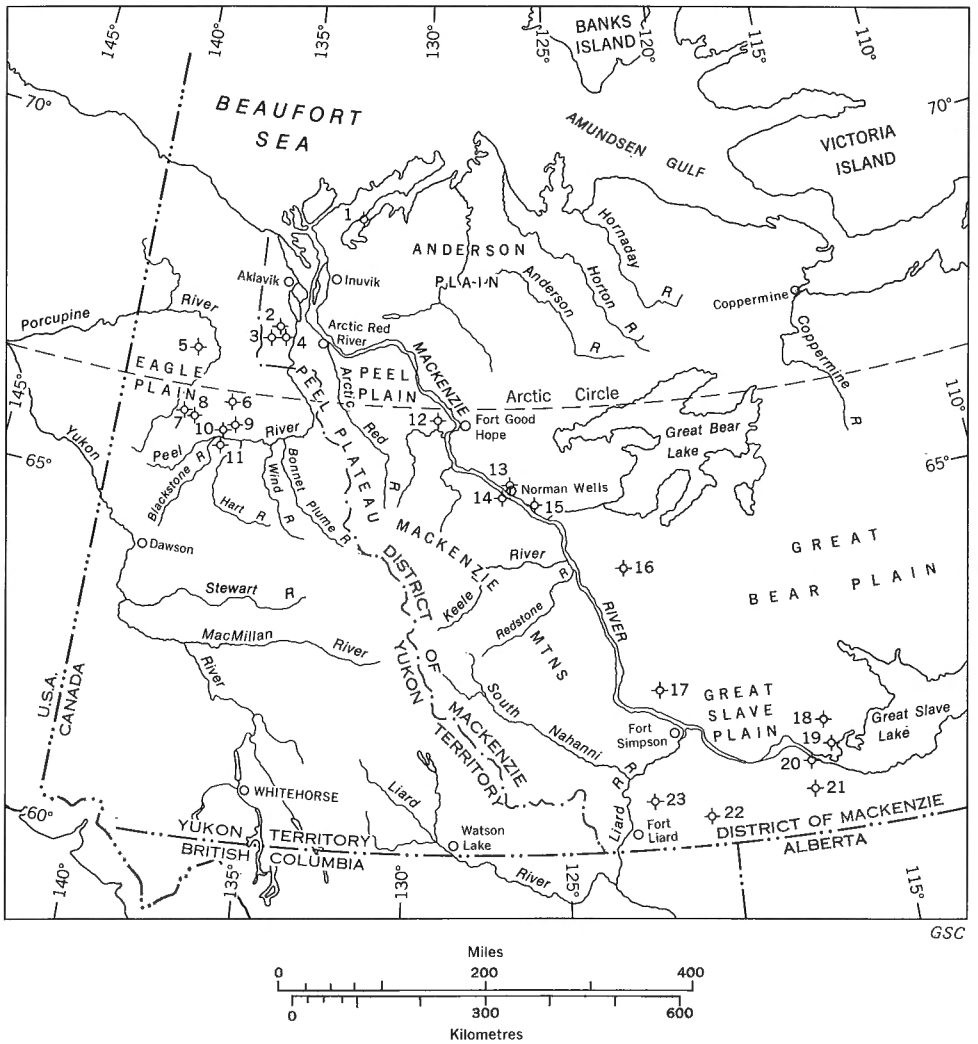 145°
140°
135°
130°
125°
120°
115°
110°
BANKS
ISLAND
70°
70°
BEAUFORT
SEA
AMUNDSEN GULF
VICTORIA
ISLAND
1
ANDERSON
PLAIN
Hornaday
R
Horton
R
Anderson
R
Aklavik
Inuvik
Coppermine
Coppermine
R
Porcupine
River
2
3
4
Arctic Red
River
5
EAGLE
PLAIN
MACKENZIE
PEEL
PLAIN
Arctic
Red
R
Arctic Circle
145°
110°
6
7
8
9
10
11
12
Fort Good
Hope
Great Bear
Lake
Yukon
65°
65°
Peel
River
Blackstone R
Hart R
Wind R
Bonnet
Plume R
PEEL
PLATEAU
13
Norman Wells
14
15
Dawson
MACKENZIE
MTNS
River
Keele
Redstone
R
16
GREAT
BEAR PLAIN
Stewart R
MacMillan
River
River
RIVER
DISTRICT
OF
MACKENZIE
YUKON
TERRITORY
U.S.A.
CANADA
South
Nahanni
R
17
Fort
Simpson
GREAT
SLAVE
PLAIN
18
19
Great Slave
Lake
20
21
22
23
60°
WHITEHORSE
Liard
Watson
Lake
Liard
R
Fort
Liard
YUKON TERRITORY
BRITISH COLUMBIA
DISTRICT OF MACKENZIE
ALBERTA
River
140°
135°
130°
125°
115°
GSC
Miles
0 200 400
0 300 600
Kilometres